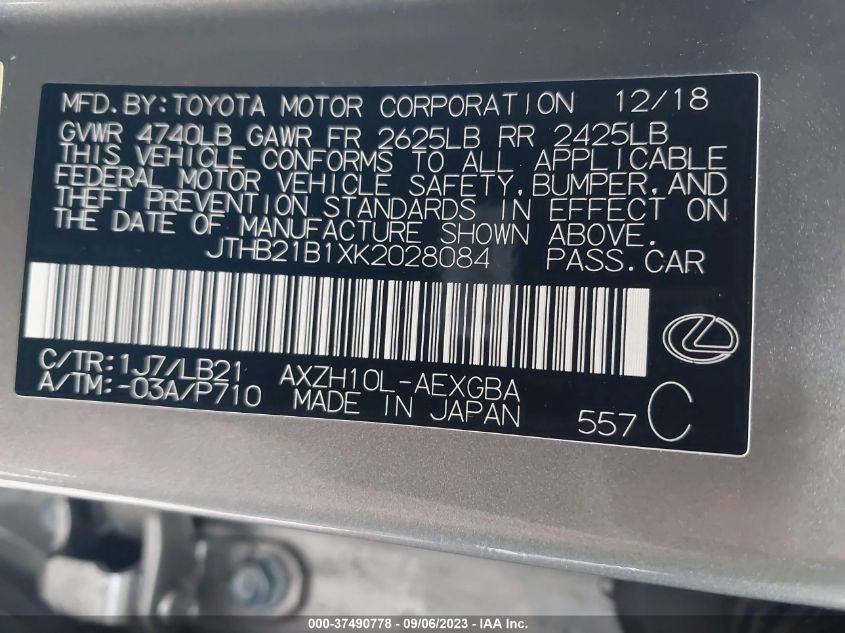 MFD.BY:TOYOTA MOTOR CORPORATION 12/18
GVWR 4740LB GAWR FR 2625LB RR 2425LB
THIS VEHICLE CONFORMS TO ALL APPLICABLE
FEDERAL MOTOR VEHICLE SAFETY,BUMPER,AND
THEFT PREVENTION STANDARDS IN EFFECT ON
THE DATE OF MANUFACTURE SHOWN ABOVE.
JTHB21B1XK2028084 PASS.CAR
C/TR:1J7/LB21 AXZH10L-AEXGBA
A/TM:-03A/P710 MADE IN JAPAN 557 C
000-37490778 - 09/06/2023 - IAA Inc.